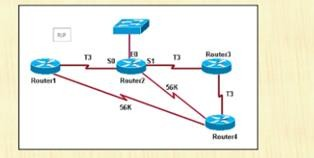 RIP
T3
S0
E0
S1
T3
Router3
Router1
Router2
T3
56K
56K
Router4